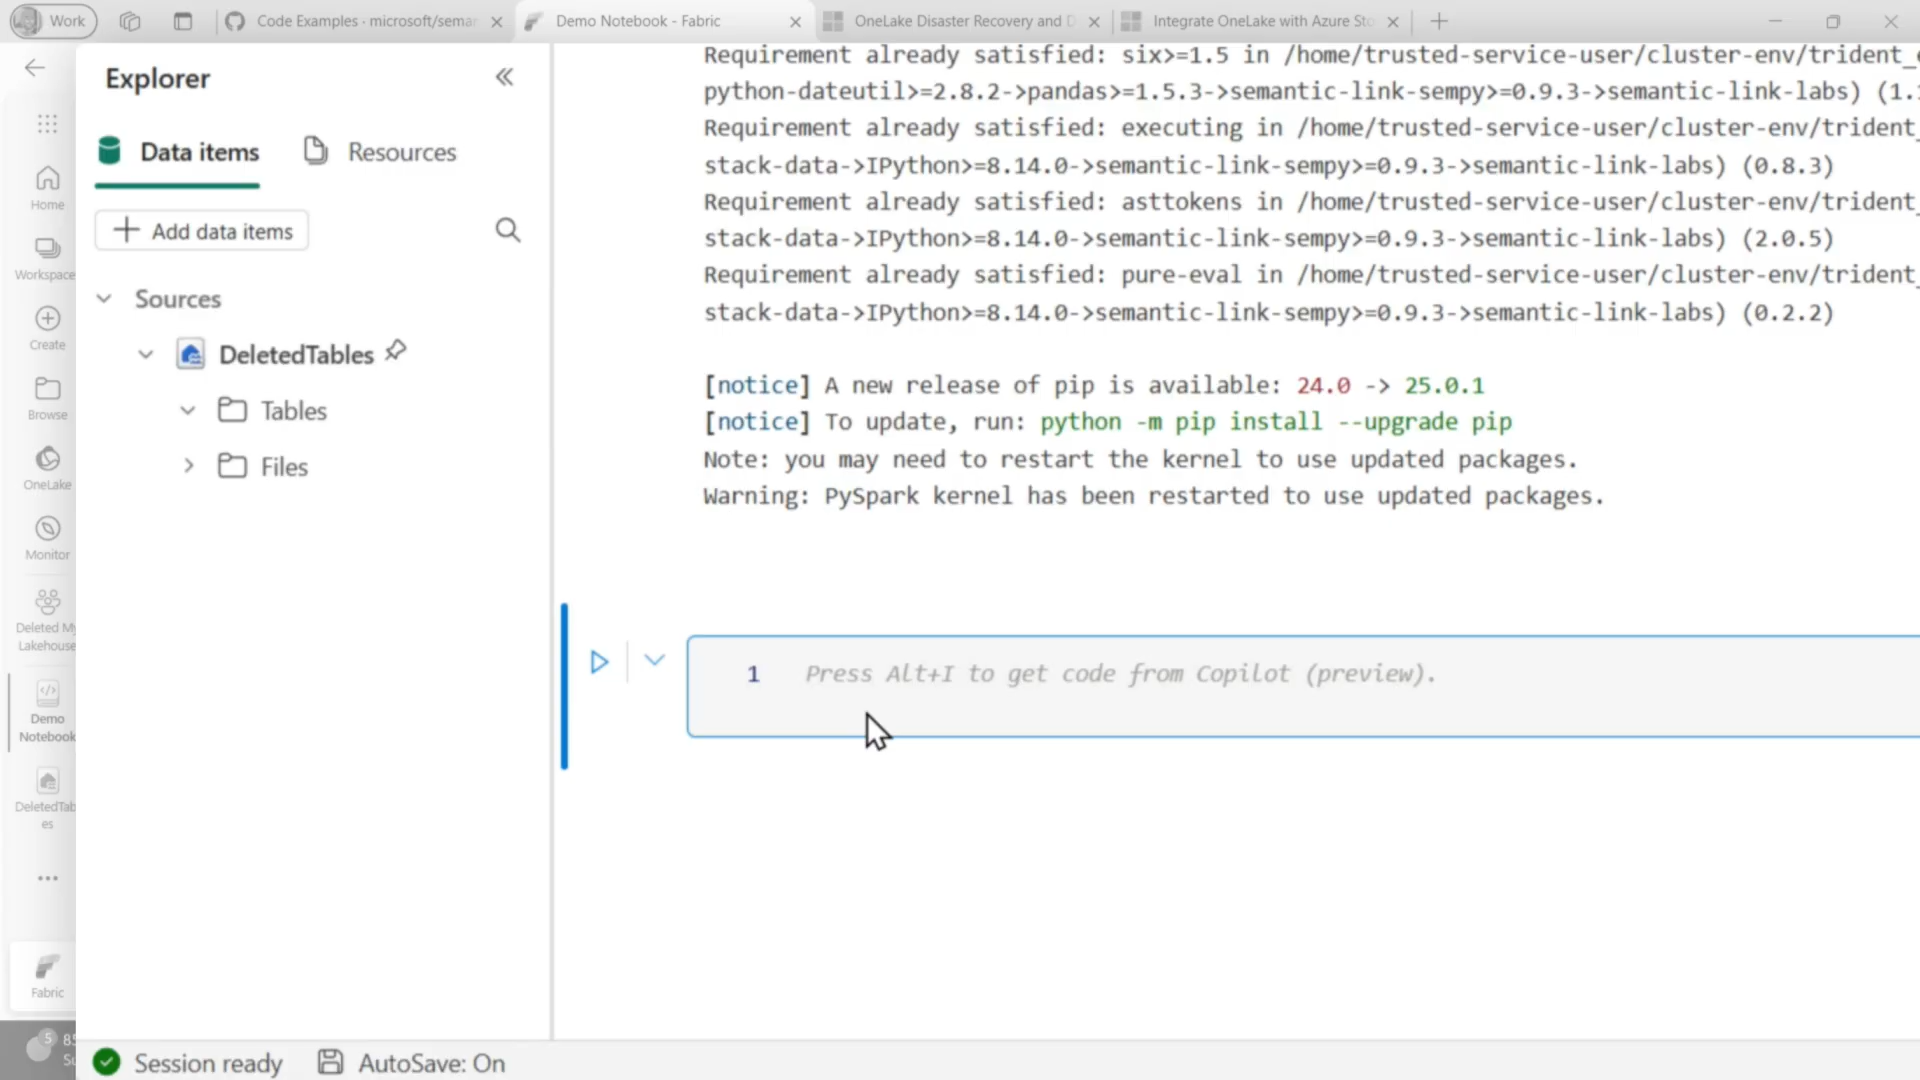 Work
Code Examples · microsoft/sema
Demo Notebook - Fabric
OneLake Disaster Recovery and D
Integrate OneLake with Azure Sto
Explorer
Data items
Resources
Add data items
Sources
DeletedTables
Tables
Files
Home
Workspace
Create
Browse
OneLake
Monitor
Deleted My
Lakehouse
Demo
Notebook
DeletedTabl
es
Fabric
Requirement already satisfied: six>=1.5 in /home/trusted-service-user/cluster-env/trident_
python-dateutil>=2.8.2->pandas>=1.5.3->semantic-link-sempy>=0.9.3->semantic-link-labs) (1.
Requirement already satisfied: executing in /home/trusted-service-user/cluster-env/trident_
stack-data->IPython>=8.14.0->semantic-link-sempy>=0.9.3->semantic-link-labs) (0.8.3)
Requirement already satisfied: asttokens in /home/trusted-service-user/cluster-env/trident_
stack-data->IPython>=8.14.0->semantic-link-sempy>=0.9.3->semantic-link-labs) (2.0.5)
Requirement already satisfied: pure-eval in /home/trusted-service-user/cluster-env/trident_
stack-data->IPython>=8.14.0->semantic-link-sempy>=0.9.3->semantic-link-labs) (0.2.2)
[notice] A new release of pip is available: 24.0 -> 25.0.1
[notice] To update, run: python -m pip install --upgrade pip
Note: you may need to restart the kernel to use updated packages.
Warning: PySpark kernel has been restarted to use updated packages.
1 Press Alt+I to get code from Copilot (preview).
5
Session ready
AutoSave: On